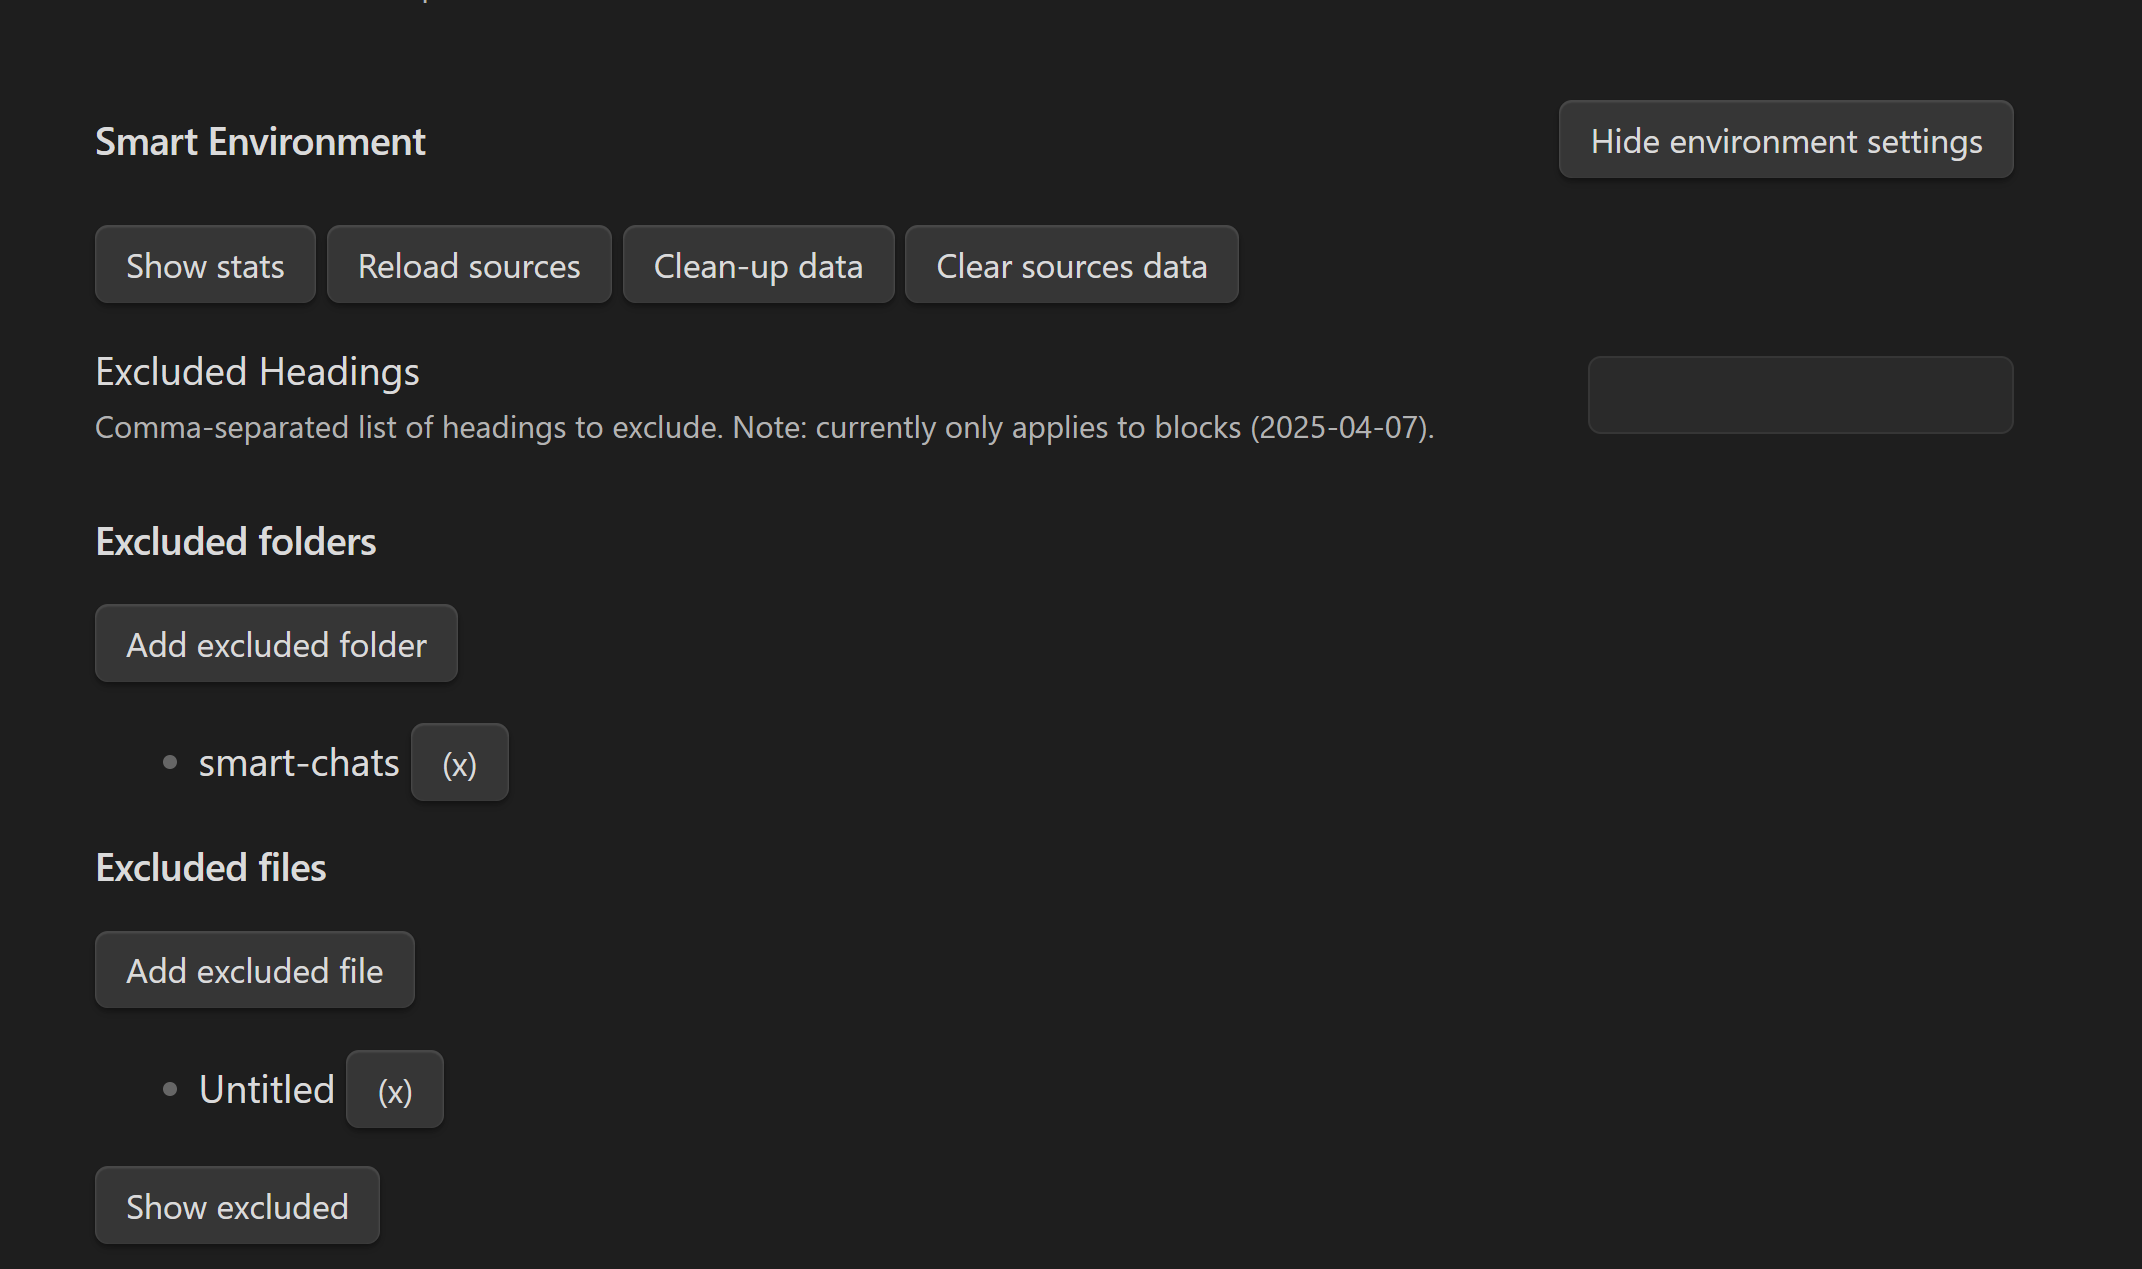 Smart Environment
Hide environment settings
Show stats
Reload sources
Clean-up data
Clear sources data
Excluded Headings
Comma-separated list of headings to exclude. Note: currently only applies to blocks (2025-04-07).
Excluded folders
Add excluded folder
smart-chats (x)
Excluded files
Add excluded file
Untitled (x)
Show excluded